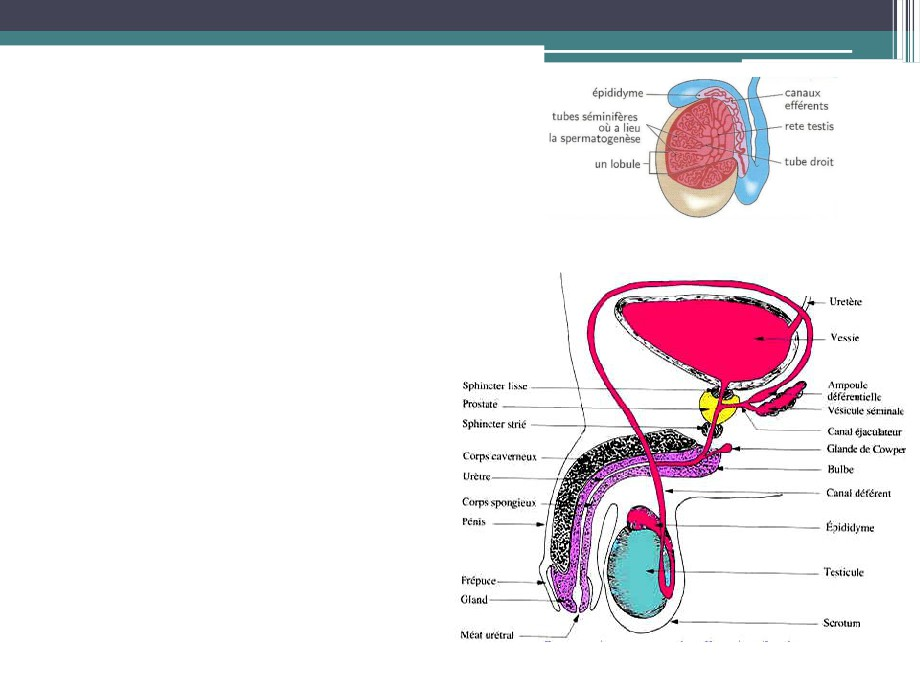 épididyme
canaux
efférents
tubes séminifères
où a lieu
la spermatogenèse
rete testis
un lobule
tube droit
Uretère
Vessie
Sphincter lisse
Ampoule
déférentielle
Prostate
Vésicule séminale
Sphincter strié
Canal éjaculateur
Glande de Cowper
Corps caverneux
Bulbe
Urètre
Canal déférent
Corps spongieux
Pénis
Épididyme
Testicule
Prépuce
Gland
Scrotum
Méat urétral